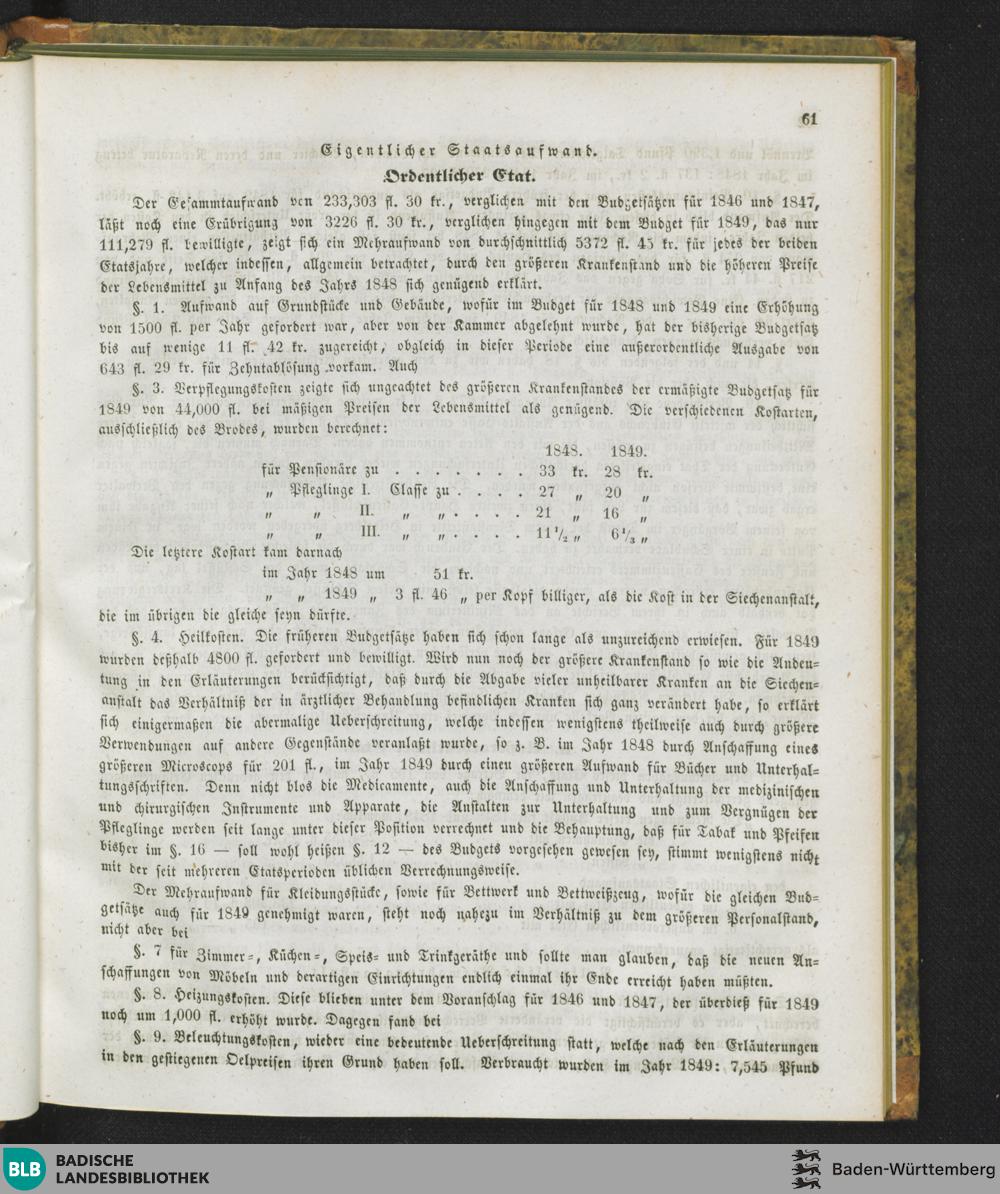 61
Eigentlicher Staatsaufwand.
Ordentlicher Etat.
Der Gesammtaufwand von 233,303 fl. 30 kr., verglichen mit den Budgetsätzen für 1846 und 1847,
läßt noch eine Erübrigung von 3226 fl. 30 kr., verglichen hingegen mit dem Budget für 1849, das nur
111,279 fl. bewilligte, zeigt sich ein Mehraufwand von durchschnittlich 5372 fl. 45 kr. für jedes der beiden
Etatsjahre, welcher indessen, allgemein betrachtet, durch den größeren Krankenstand und die höheren Preise
der Lebensmittel zu Anfang des Jahrs 1848 sich genügend erklärt.
§. 1. Aufwand auf Grundstücke und Gebäude, wofür im Budget für 1848 und 1849 eine Erhöhung
von 1500 fl. per Jahr gefordert war, aber von der Kammer abgelehnt wurde, hat der bisherige Budgetsatz
bis auf wenige 11 fl. 42 kr. zugereicht, obgleich in dieser Periode eine außerordentliche Ausgabe von
643 fl. 29 kr. für Zehntablösung vorkam. Auch
§. 3. Verpflegungskosten zeigte sich ungeachtet des größeren Krankenstandes der ermäßigte Budgetsatz für
1849 von 44,000 fl. bei mäßigen Preisen der Lebensmittel als genügend. Die verschiedenen Kostarten,
ausschließlich des Brodes, wurden berechnet:
1848. 1849.
für Pensionäre zu . . . . . . . 33 kr. 28 kr.
„ Pfleglinge I. Classe zu . . . . 27 „ 20 „
„ „ II. „ „ . . . . 21 „ 16 „
„ „ III. „ „ . . . . 11 1/2 „ 6 1/3 „
Die letztere Kostart kam darnach
im Jahr 1848 um 51 kr.
„ „ 1849 „ 3 fl. 46 „ per Kopf billiger, als die Kost in der Siechenanstalt,
die im übrigen die gleiche seyn dürfte.
§. 4. Heilkosten. Die früheren Budgetsätze haben sich schon lange als unzureichend erwiesen. Für 1849
wurden deßhalb 4800 fl. gefordert und bewilligt. Wird nun noch der größere Krankenstand so wie die Andeu-
tung in den Erläuterungen berücksichtigt, daß durch die Abgabe vieler unheilbarer Kranken an die Siechen-
anstalt das Verhältniß der in ärztlicher Behandlung befindlichen Kranken sich ganz verändert habe, so erklärt
sich einigermaßen die abermalige Ueberschreitung, welche indessen wenigstens theilweise auch durch größere
Verwendungen auf andere Gegenstände veranlaßt wurde, so z. B. im Jahr 1848 durch Anschaffung eines
größeren Microscops für 201 fl., im Jahr 1849 durch einen größeren Aufwand für Bücher und Unterhal-
tungsschriften. Denn nicht blos die Medicamente, auch die Anschaffung und Unterhaltung der medizinischen
und chirurgischen Instrumente und Apparate, die Anstalten zur Unterhaltung und zum Vergnügen der
Pfleglinge werden seit lange unter dieser Position verrechnet und die Behauptung, daß für Tabak und Pfeifen
bisher im §. 16 — soll wohl heißen §. 12 — des Budgets vorgesehen gewesen sey, stimmt wenigstens nicht
mit der seit mehreren Etatsperioden üblichen Verrechnungsweise.
Der Mehraufwand für Kleidungsstücke, sowie für Bettwerk und Bettweißzeug, wofür die gleichen Bud-
getsätze auch für 1849 genehmigt waren, steht noch nahezu im Verhältniß zu dem größeren Personalstand,
nicht aber bei
§. 7 für Zimmer-, Küchen-, Speis- und Trinkgeräthe und sollte man glauben, daß die neuen An-
schaffungen von Möbeln und derartigen Einrichtungen endlich einmal ihr Ende erreicht haben müßten.
§. 8. Heizungskosten. Diese blieben unter dem Voranschlag für 1846 und 1847, der überdieß für 1849
noch um 1,000 fl. erhöht wurde. Dagegen fand bei
§. 9. Beleuchtungskosten, wieder eine bedeutende Ueberschreitung statt, welche nach den Erläuterungen
in den gestiegenen Oelpreisen ihren Grund haben soll. Verbraucht wurden im Jahr 1849: 7,545 Pfund
BLB BADISCHE
LANDESBIBLIOTHEK
Baden-Württemberg